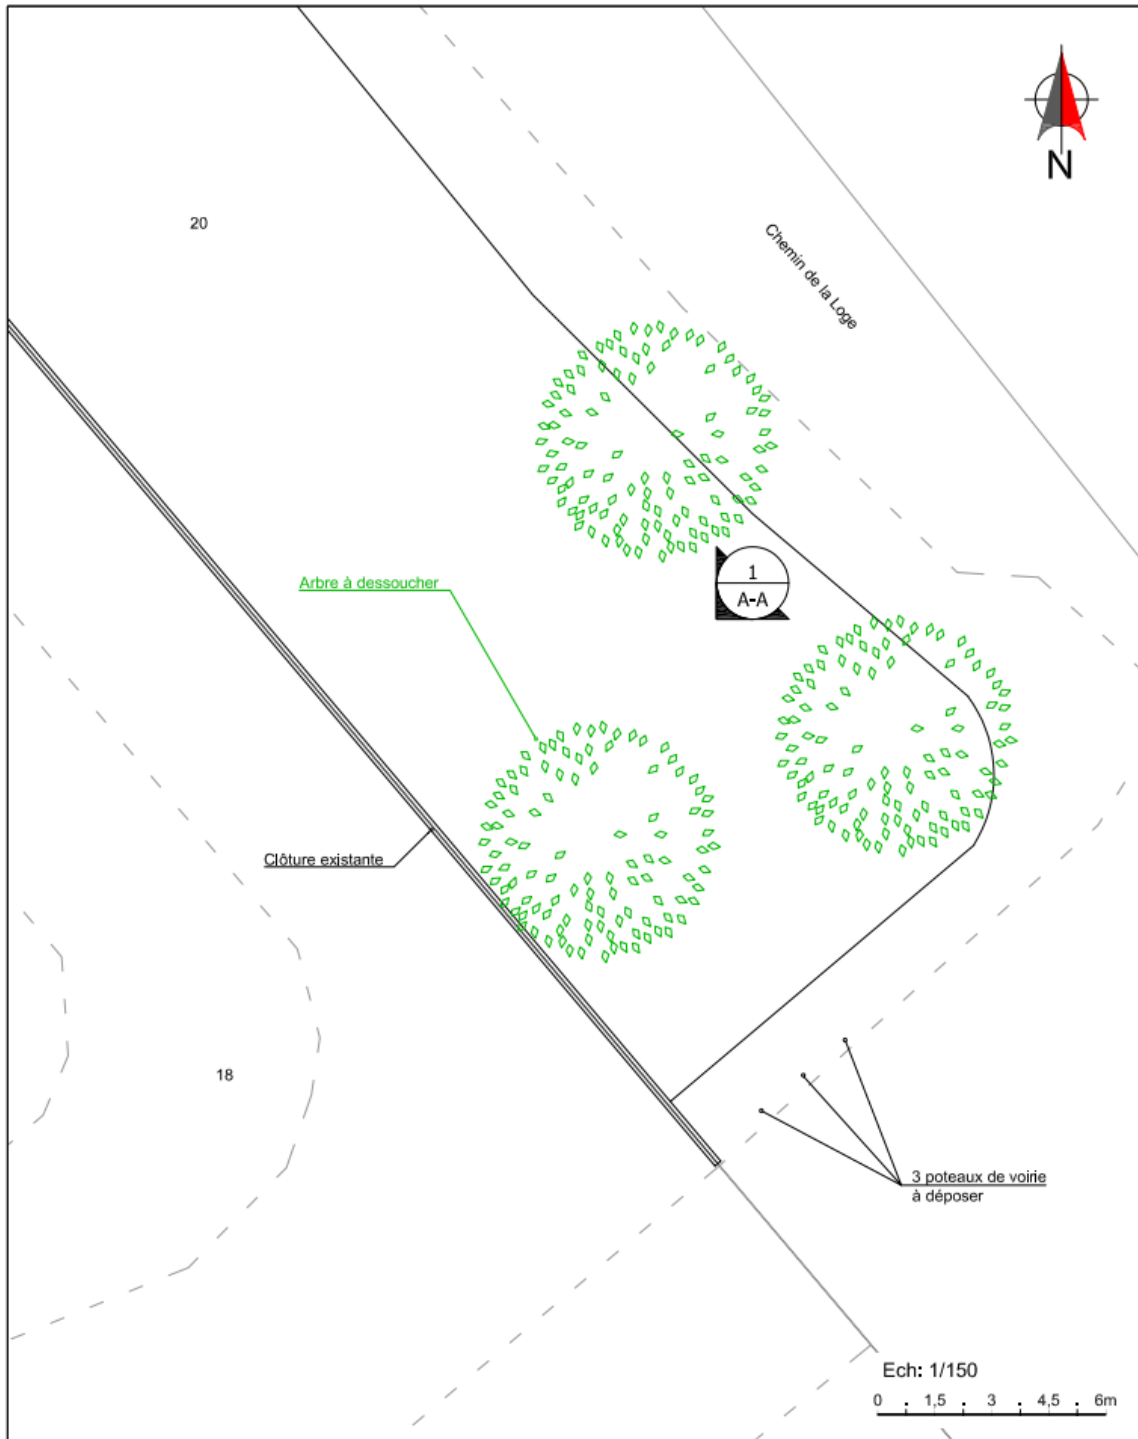 N
20
Chemin de la Loge
1
A-A
Arbre à dessoucher
Clôture existante
18
3 poteaux de voirie
à déposer
Ech: 1/150
0 1,5 3 4,5 6m